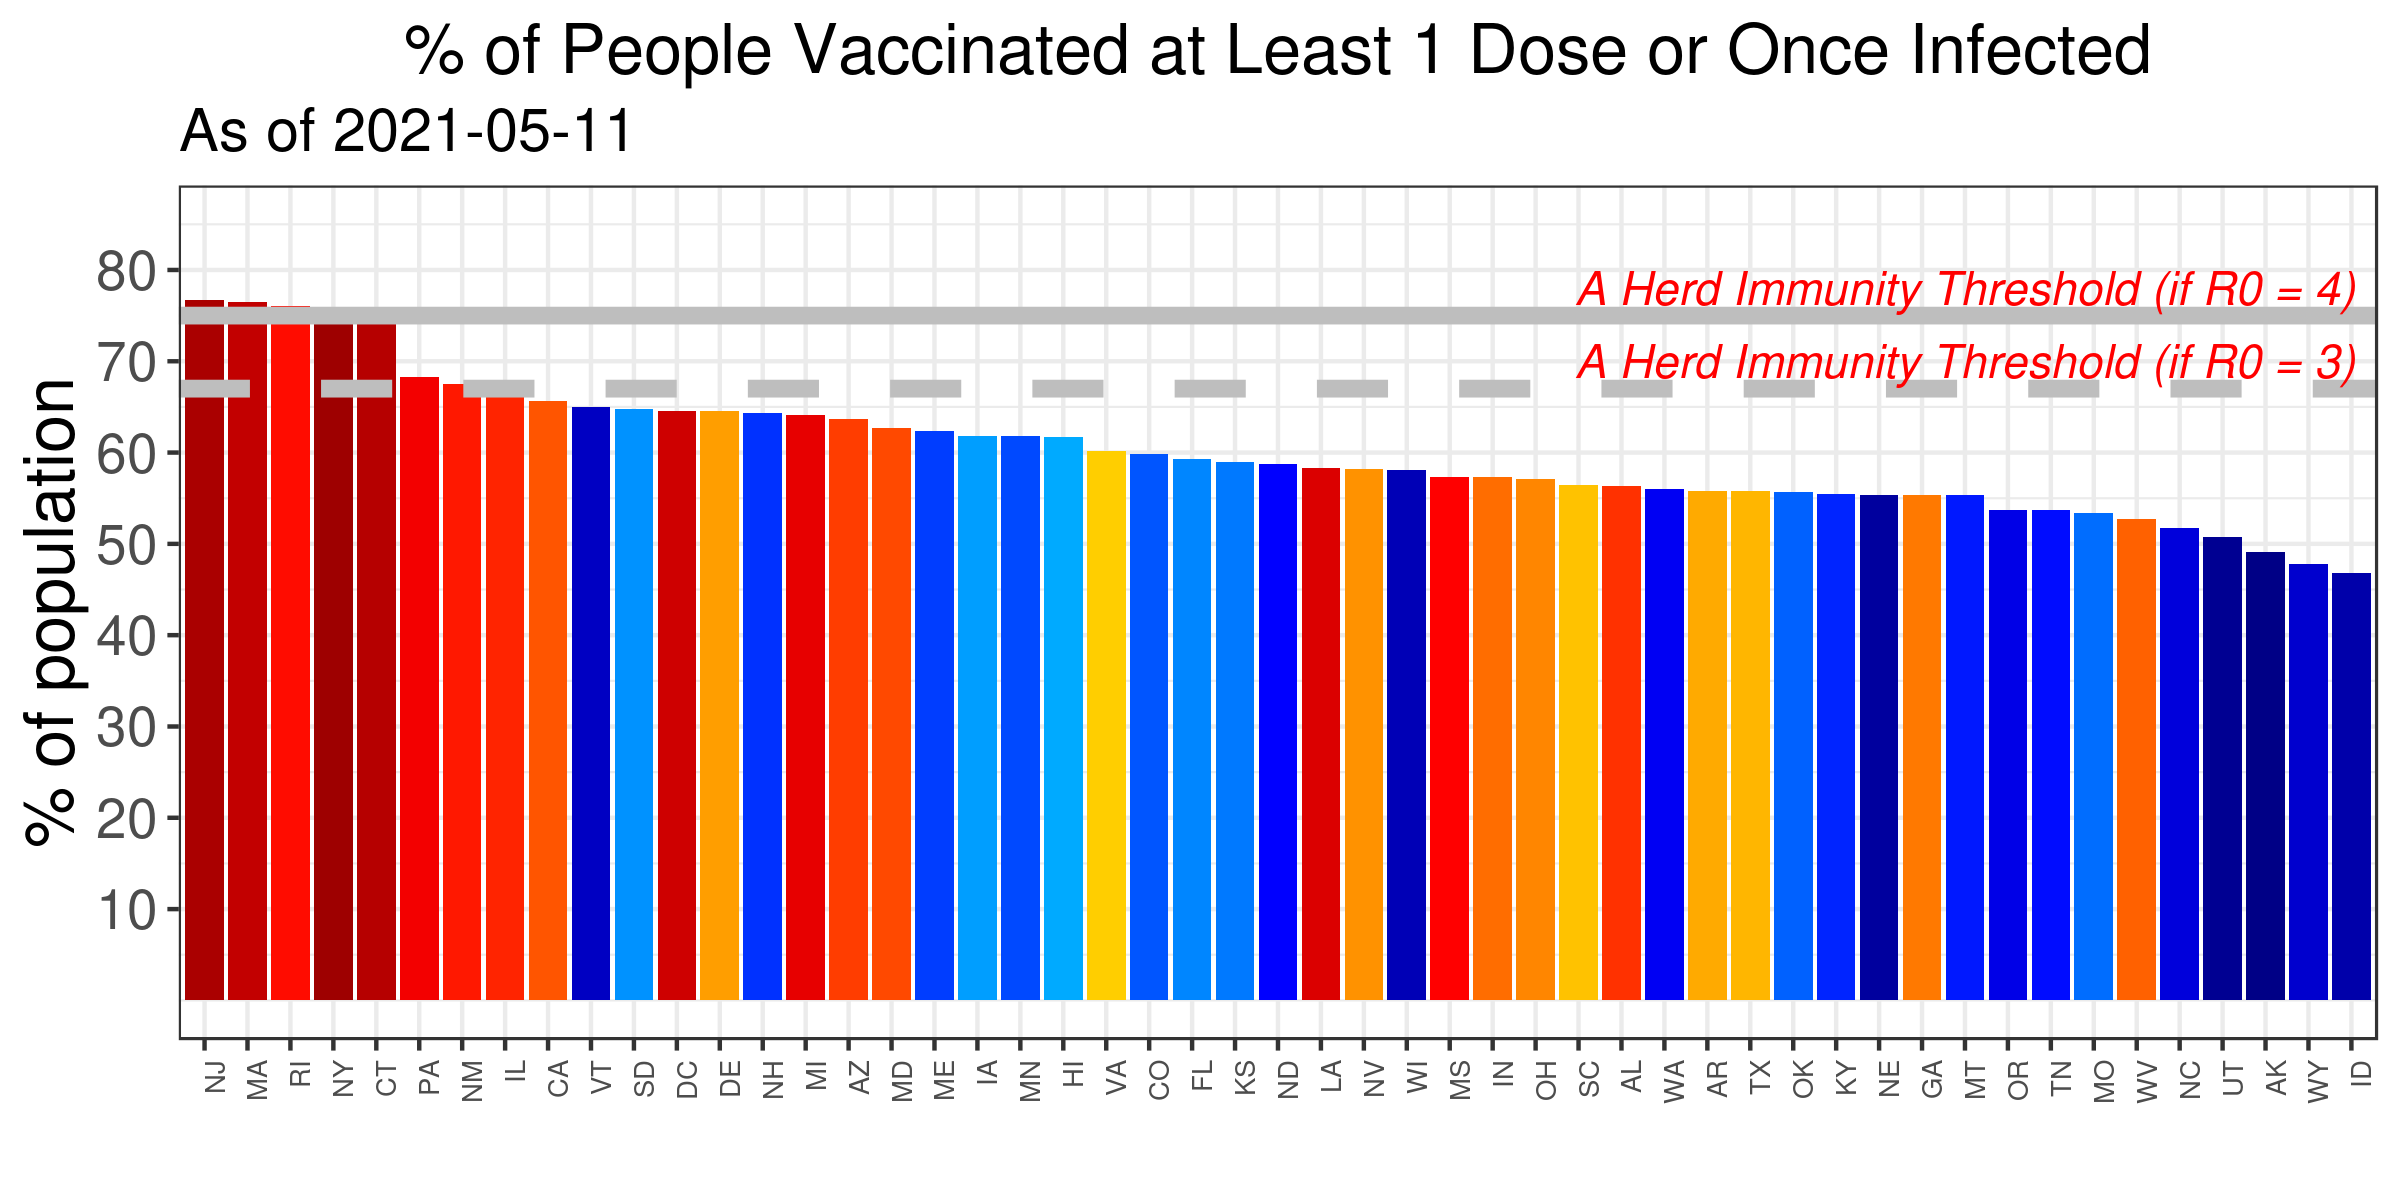 % of People Vaccinated at Least 1 Dose or Once Infected
As of 2021-05-11
% of population
80
70
60
50
40
30
20
10
A Herd Immunity Threshold (if R0 = 4)
A Herd Immunity Threshold (if R0 = 3)
NJ
MA
RI
NY
CT
PA
NM
IL
CA
VT
SD
DC
DE
NH
MI
AZ
MD
ME
IA
MN
HI
VA
CO
FL
KS
ND
LA
NV
WI
MS
IN
OH
SC
AL
WA
AR
TX
OK
KY
NE
GA
MT
OR
TN
MO
WV
NC
UT
AK
WY
ID